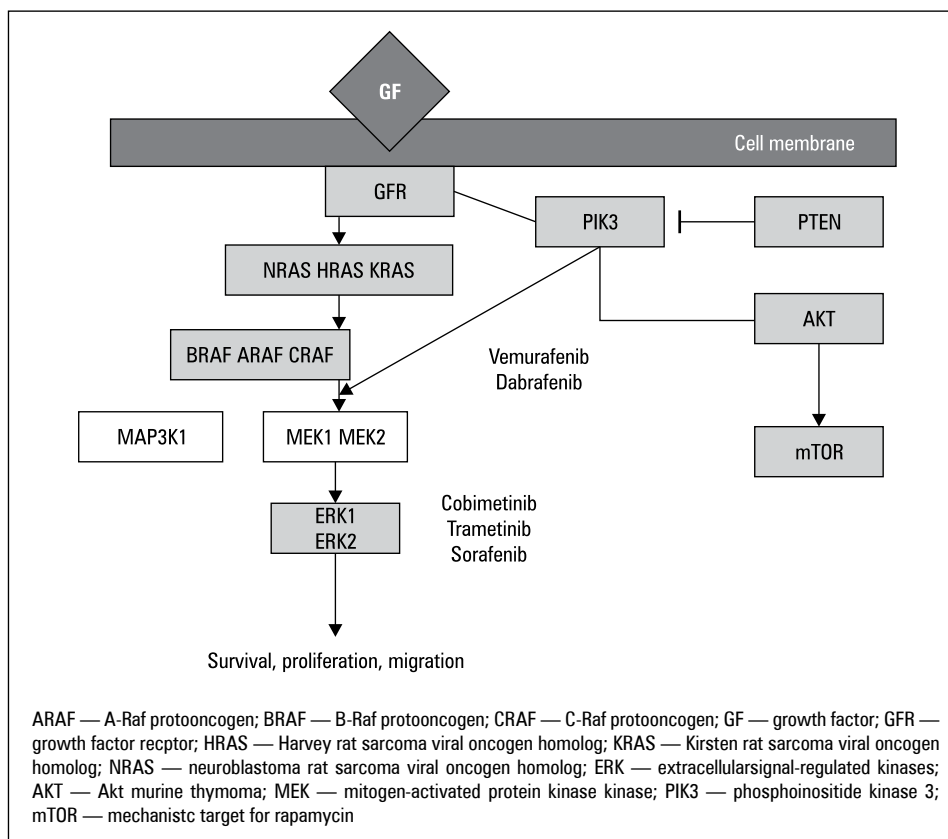 GF
Cell membrane
GFR
PIK3
PTEN
NRAS HRAS KRAS
AKT
BRAF ARAF CRAF
Vemurafenib
Dabrafenib
MAP3K1
MEK1 MEK2
mTOR
ERK1
ERK2
Cobimetinib
Trametinib
Sorafenib
Survival, proliferation, migration
ARAF — A-Raf protooncogen; BRAF — B-Raf protooncogen; CRAF — C-Raf protooncogen; GF — growth factor; GFR —
growth factor recptor; HRAS — Harvey rat sarcoma viral oncogen homolog; KRAS — Kirsten rat sarcoma viral oncogen
homolog; NRAS — neuroblastoma rat sarcoma viral oncogen homolog; ERK — extracellularsignal-regulated kinases;
AKT — Akt murine thymoma; MEK — mitogen-activated protein kinase kinase; PIK3 — phosphoinositide kinase 3;
mTOR — mechanistc target for rapamycin